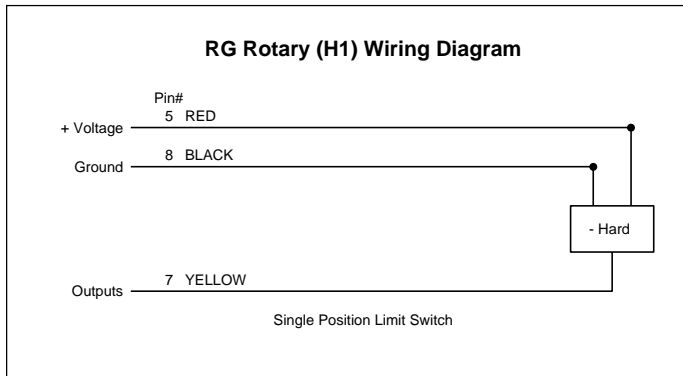 RG Rotary (H1) Wiring Diagram
Pin#
+ Voltage 5 RED
Ground 8 BLACK
- Hard
Outputs 7 YELLOW
Single Position Limit Switch